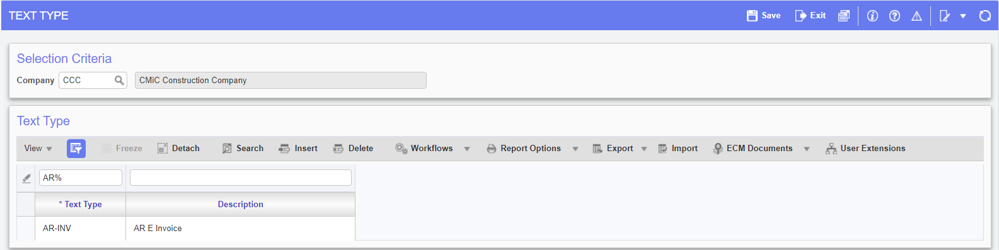 TEXT TYPE Save Exit
Selection Criteria
Company CCC CMiC Construction Company
Text Type
View Freeze Detach Search Insert Delete Workflows Report Options Export Import ECM Documents User Extensions
AR%
* Text Type Description
AR-INV AR E Invoice